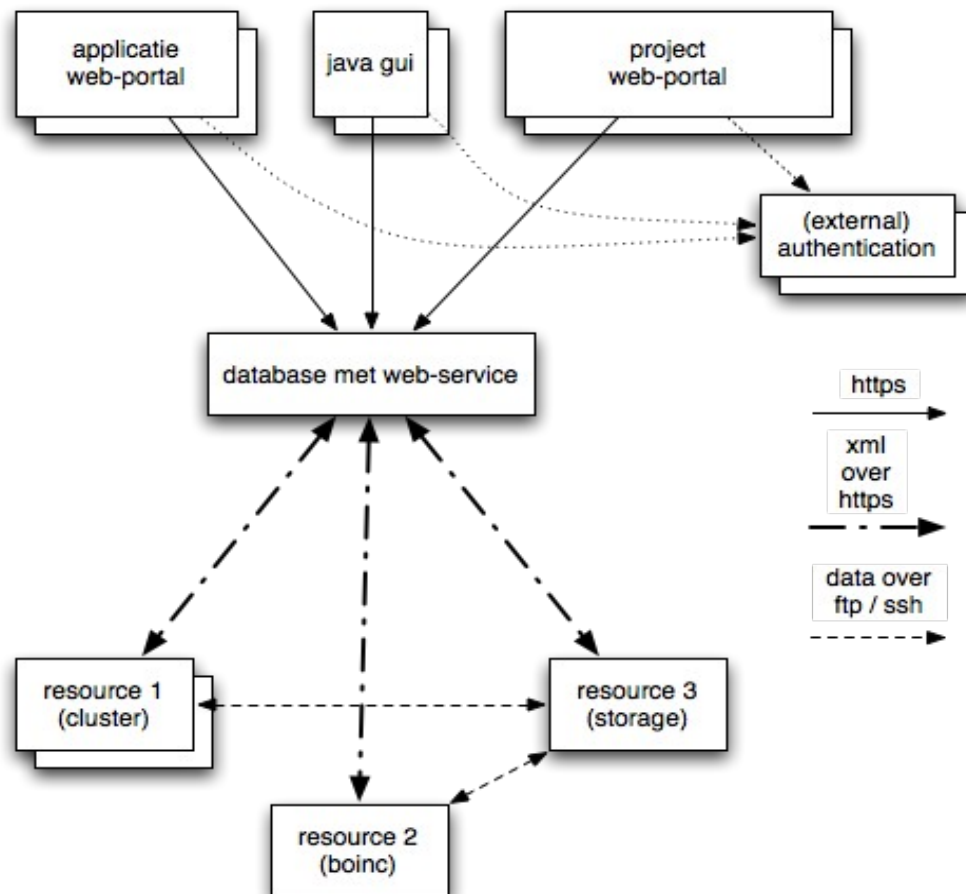 applicatie
web-portal
java gui
project
web-portal
(external)
authentication
database met web-service
https
xml
over
https
data over
ftp / ssh
resource 1
(cluster)
resource 3
(storage)
resource 2
(boinc)